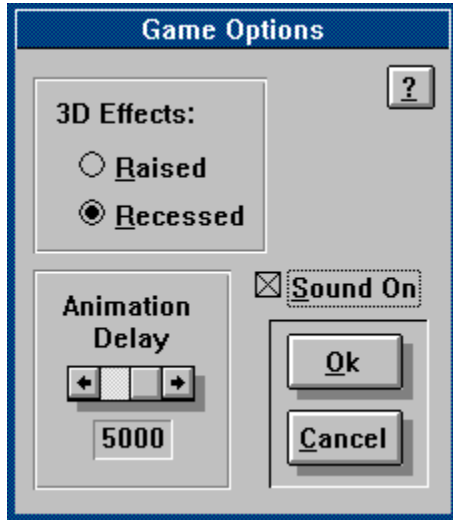 Game Options
?
3D Effects:
Raised
Recessed
Sound On
Animation
Delay
5000
Ok
Cancel